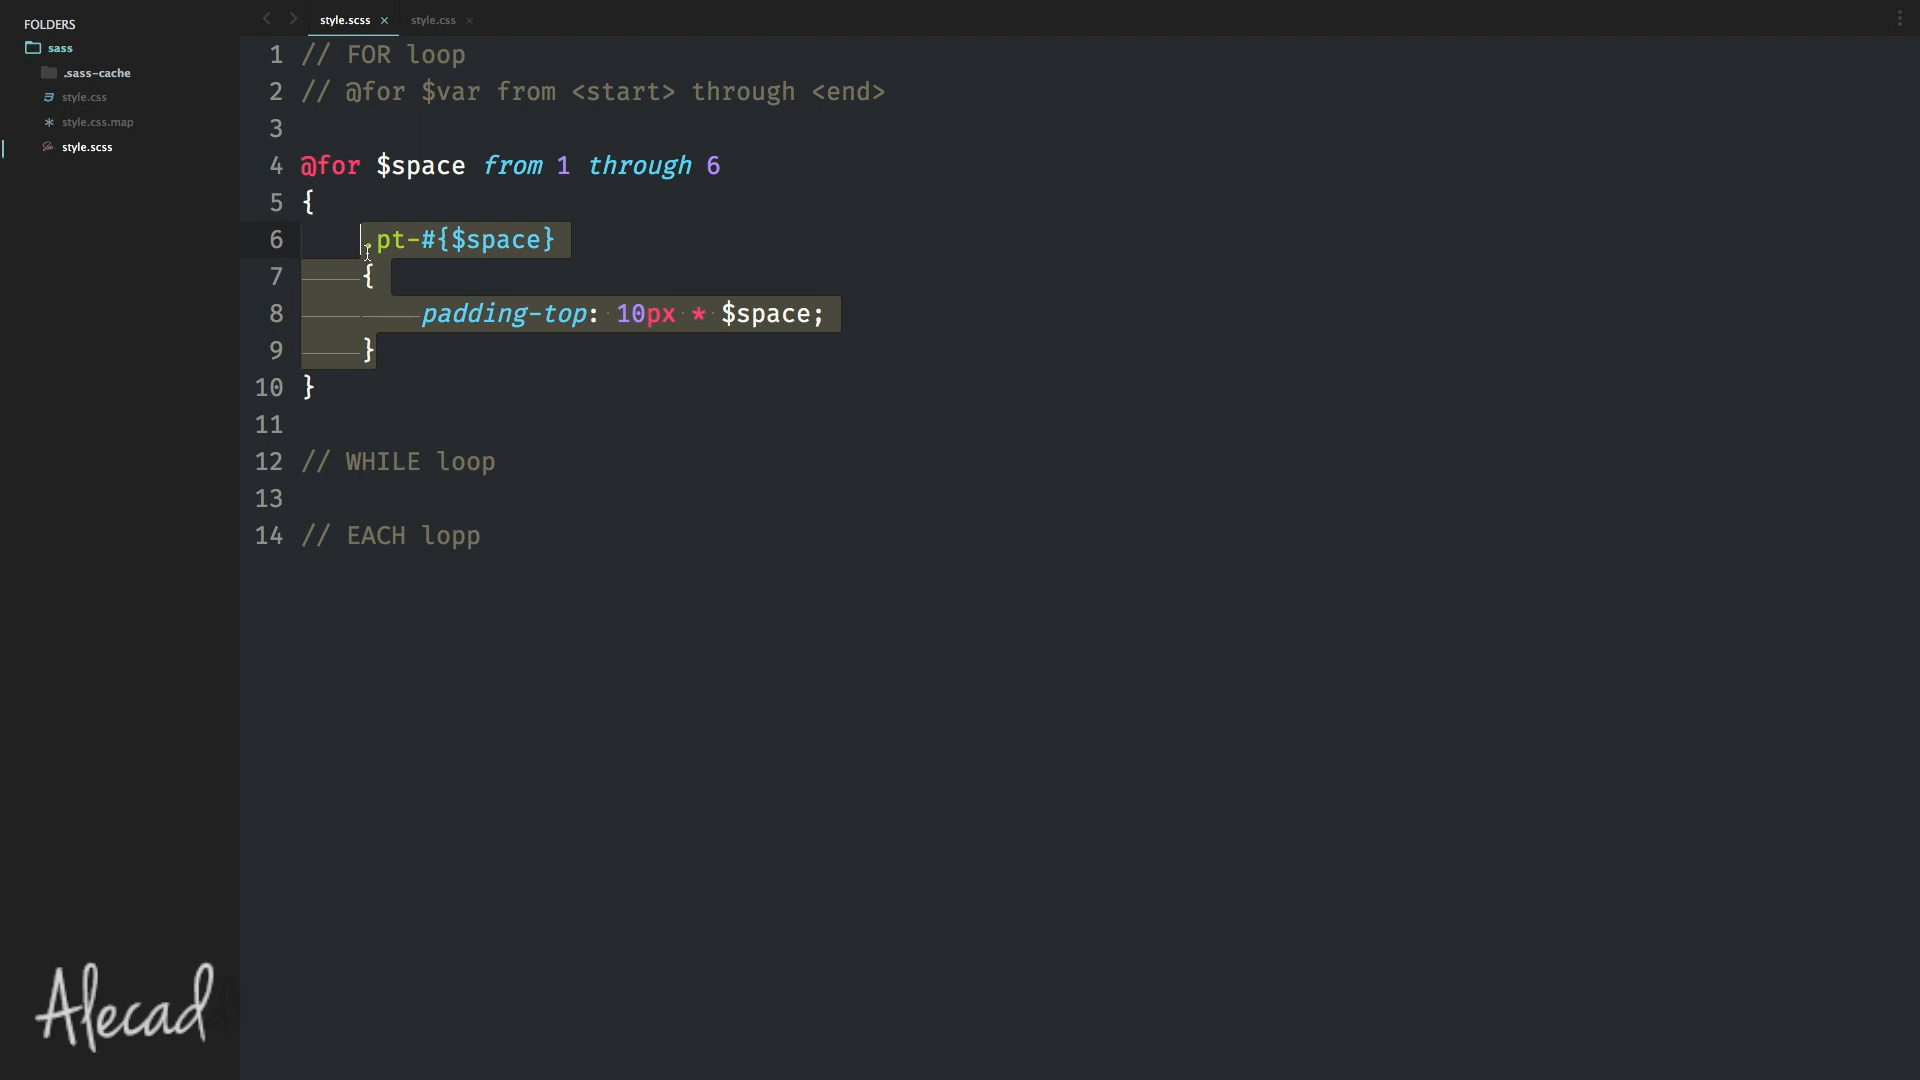 FOLDERS
sass
.sass-cache
style.css
style.css.map
style.scss
style.scss × style.css ×
1 // FOR loop
2 // @for $var from <start> through <end>
3
4 @for $space from 1 through 6
5 {
6 .pt-#{$space}
7 {
8 padding-top: 10px * $space;
9 }
10 }
11
12 // WHILE loop
13
14 // EACH lopp
Alecad